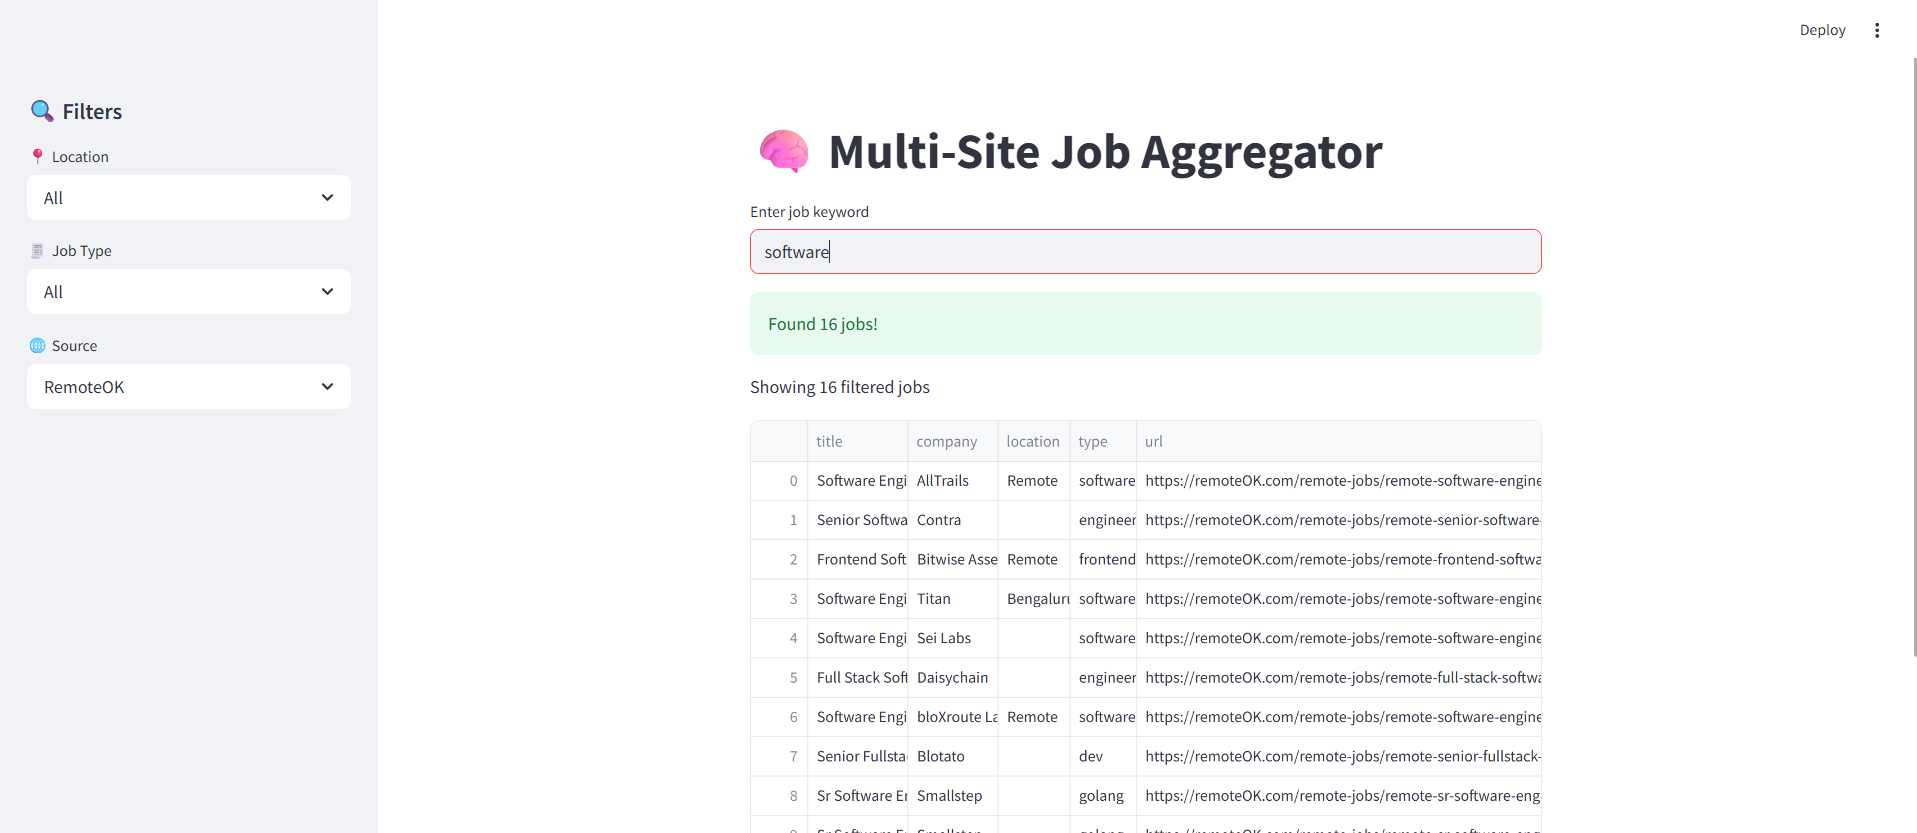 Deploy
Filters
Location
All
Job Type
All
Source
RemoteOK
Multi-Site Job Aggregator
Enter job keyword
software
Found 16 jobs!
Showing 16 filtered jobs
title company location type url
0 Software Engi AllTrails Remote software https://remoteOK.com/remote-jobs/remote-software-engine
1 Senior Softwa Contra engineer https://remoteOK.com/remote-jobs/remote-senior-software-
2 Frontend Soft Bitwise Asse Remote frontend https://remoteOK.com/remote-jobs/remote-frontend-softwa
3 Software Engi Titan Bengaluru software https://remoteOK.com/remote-jobs/remote-software-engine
4 Software Engi Sei Labs software https://remoteOK.com/remote-jobs/remote-software-engine
5 Full Stack Soft Daisychain engineer https://remoteOK.com/remote-jobs/remote-full-stack-softwa
6 Software Engi bloXroute La Remote software https://remoteOK.com/remote-jobs/remote-software-engine
7 Senior Fullsta Blotato dev https://remoteOK.com/remote-jobs/remote-senior-fullstack-
8 Sr Software En Smallstep golang https://remoteOK.com/remote-jobs/remote-sr-software-eng